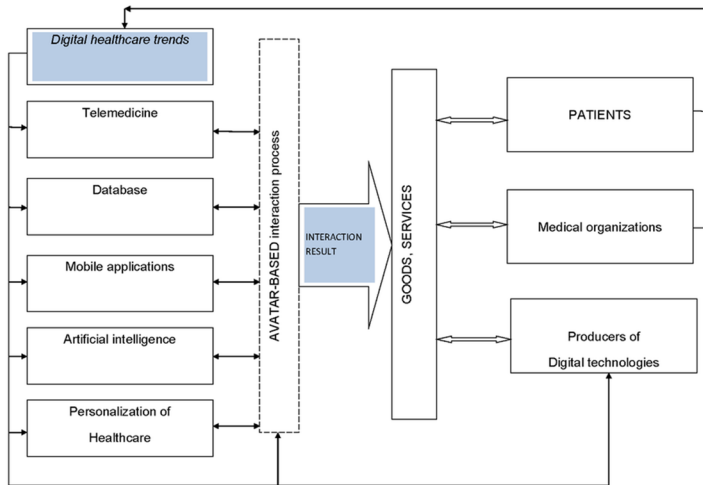 Digital healthcare trends
Telemedicine
Database
Mobile applications
Artificial intelligence
Personalization of
Healthcare
AVATAR-BASED interaction process
INTERACTION
RESULT
GOODS, SERVICES
PATIENTS
Medical organizations
Producers of
Digital technologies